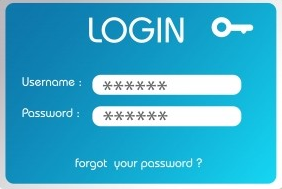 LOGIN
Username : ******
Password : ******
forgot your password ?